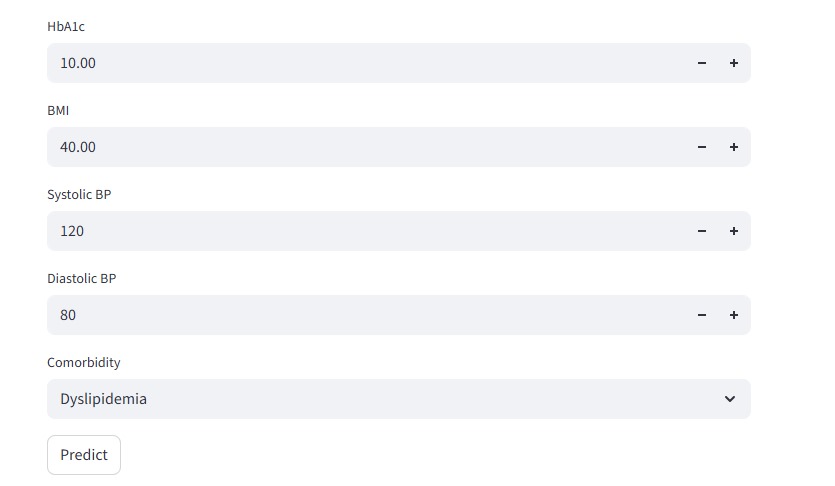 HbA1c
10.00
BMI
40.00
Systolic BP
120
Diastolic BP
80
Comorbidity
Dyslipidemia
Predict